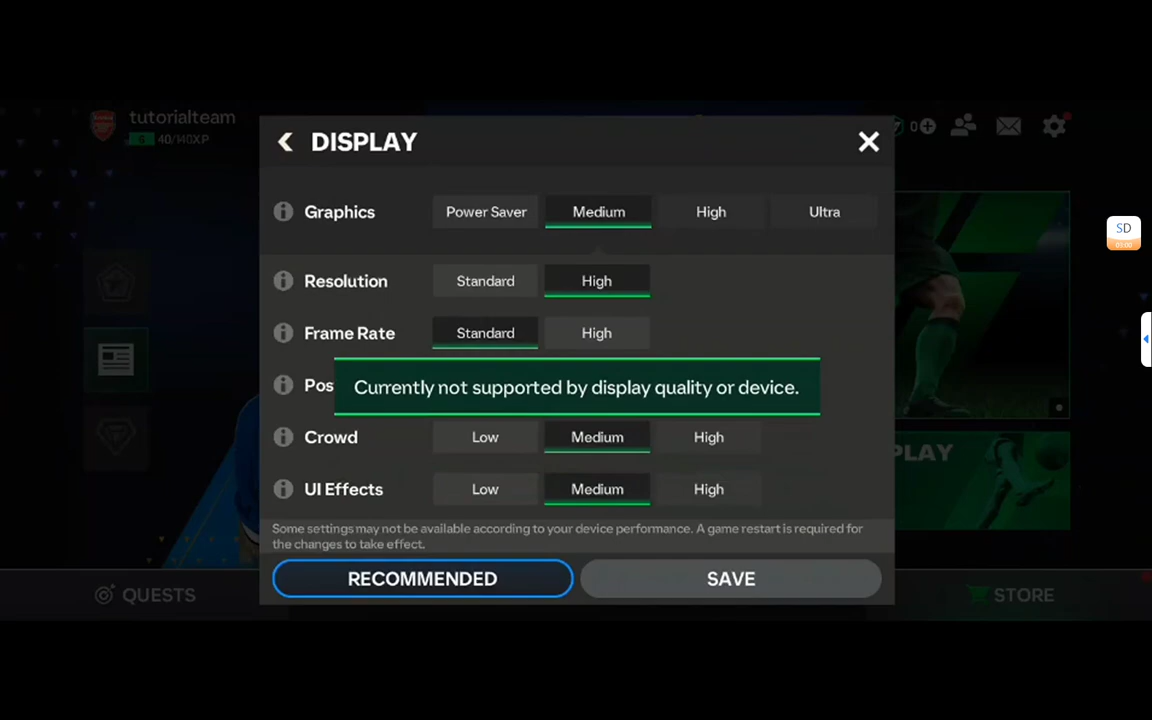 tutorialteam
40/140XP
0
DISPLAY
Graphics Power Saver Medium High Ultra
Resolution Standard High
Frame Rate Standard High
Pos
Currently not supported by display quality or device.
Crowd Low Medium High
UI Effects Low Medium High
Some settings may not be available according to your device performance. A game restart is required for
the changes to take effect.
RECOMMENDED SAVE
QUESTS
PLAY
STORE
SD